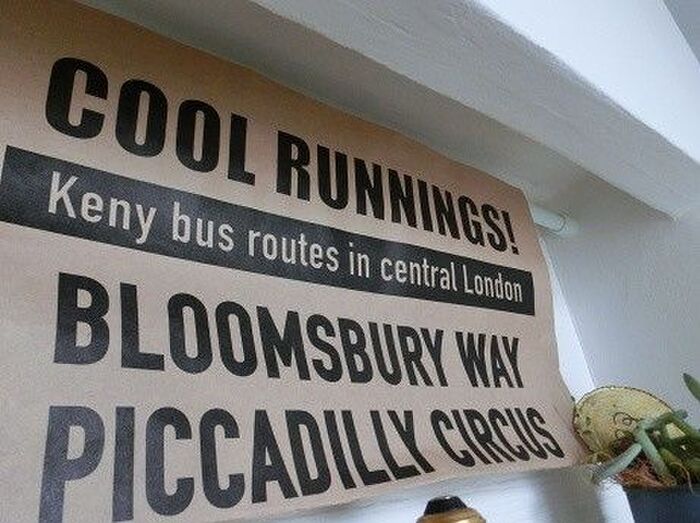 COOL RUNNINGS!
Keny bus routes in central London
BLOOMSBURY WAY
PICCADILLY CIRCUS